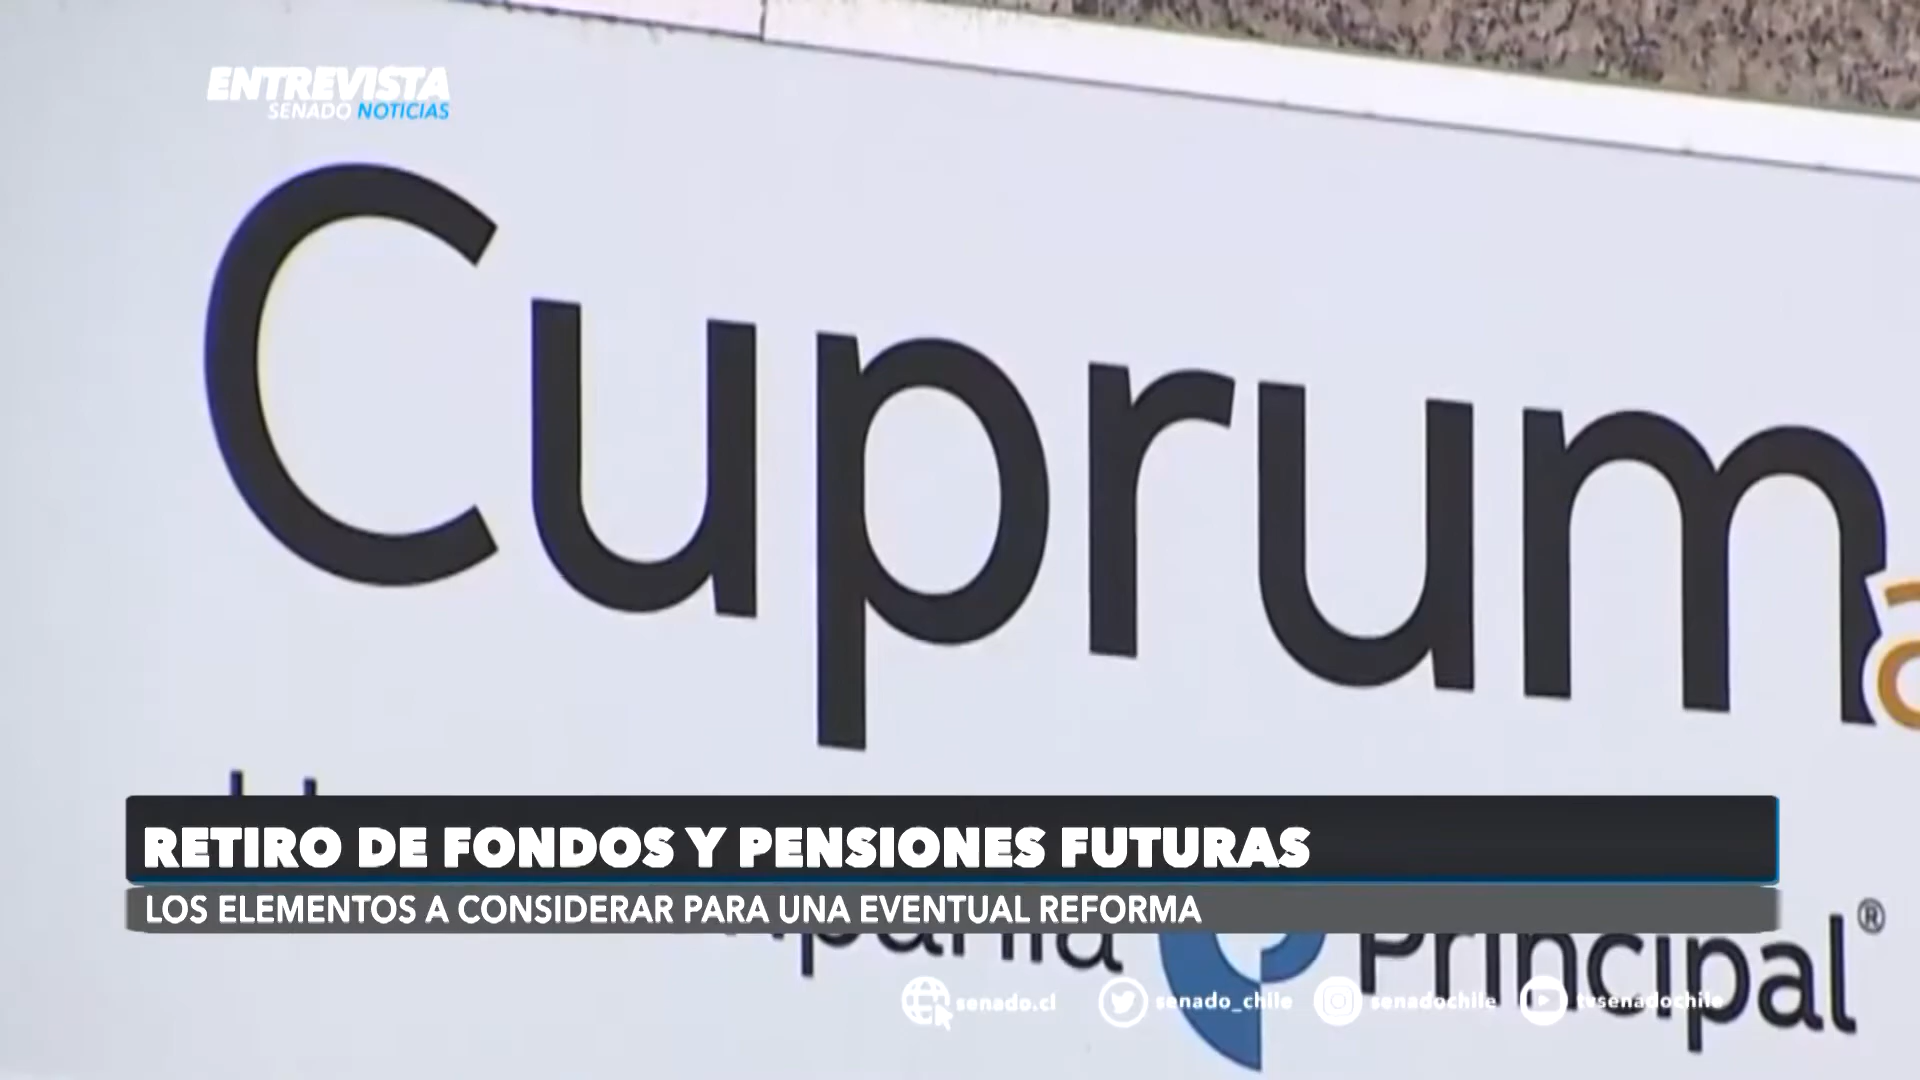 ENTREVISTA
SENADO NOTICIAS
Cuprum
RETIRO DE FONDOS Y PENSIONES FUTURAS
LOS ELEMENTOS A CONSIDERAR PARA UNA EVENTUAL REFORMA
Principal®
senado.cl senado_chile senadochile tvsenadochile